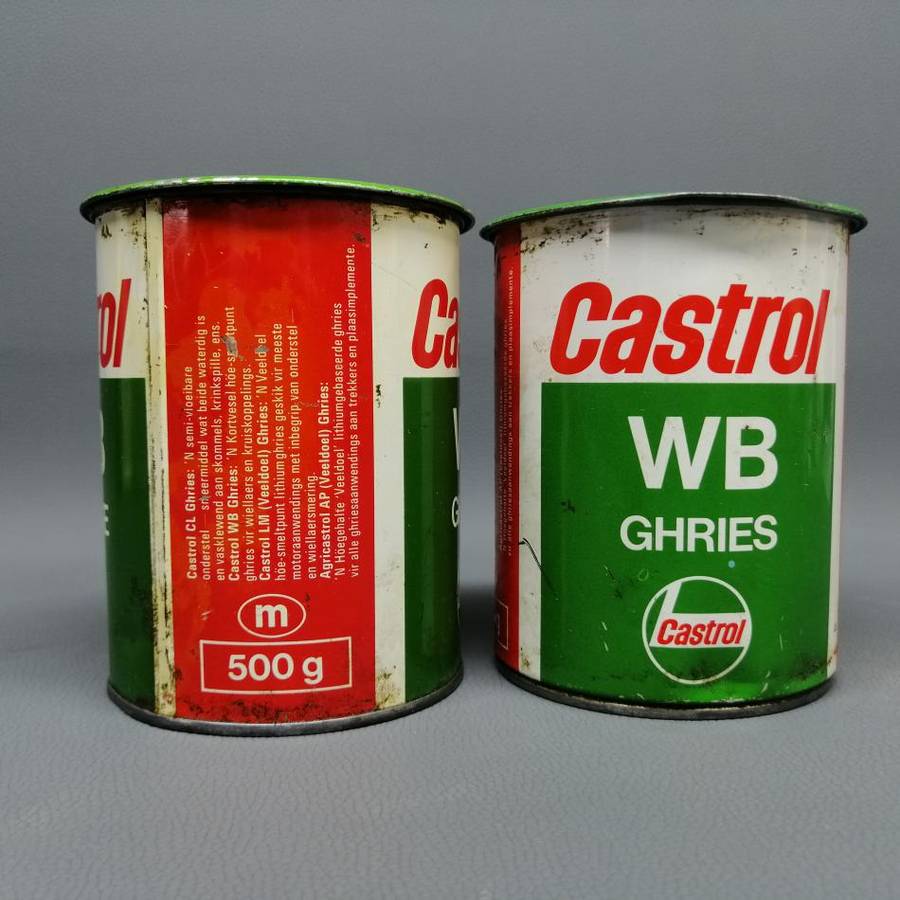 Castrol CL Ghries: 'N semi-vloeibare
onderstel — smeermiddel wat beide waterdig is
en vasklewend aan skommels, krinkspille, ens.
Castrol WB Ghries: 'N Kortvesel hoë-smeltpunt
ghries vir wiellaers en kruiskoppelings.
Castrol LM (Veeldoel) Ghries: 'N Veeldoel
hoë-smeltpunt lithiumghries geskik vir meeste
motoraanwendings met inbegrip van onderstel
en wiellaersmering.
Agricastrol AP (Veeldoel) Ghries:
'N Höegehalte 'Veeldoel' lithiumgebaseerde ghries
vir alle ghriesaanwendings aan trekkers en plaasimplemente.
m
500 g
rol
Ca
Castrol
WB
GHRIES
Castrol